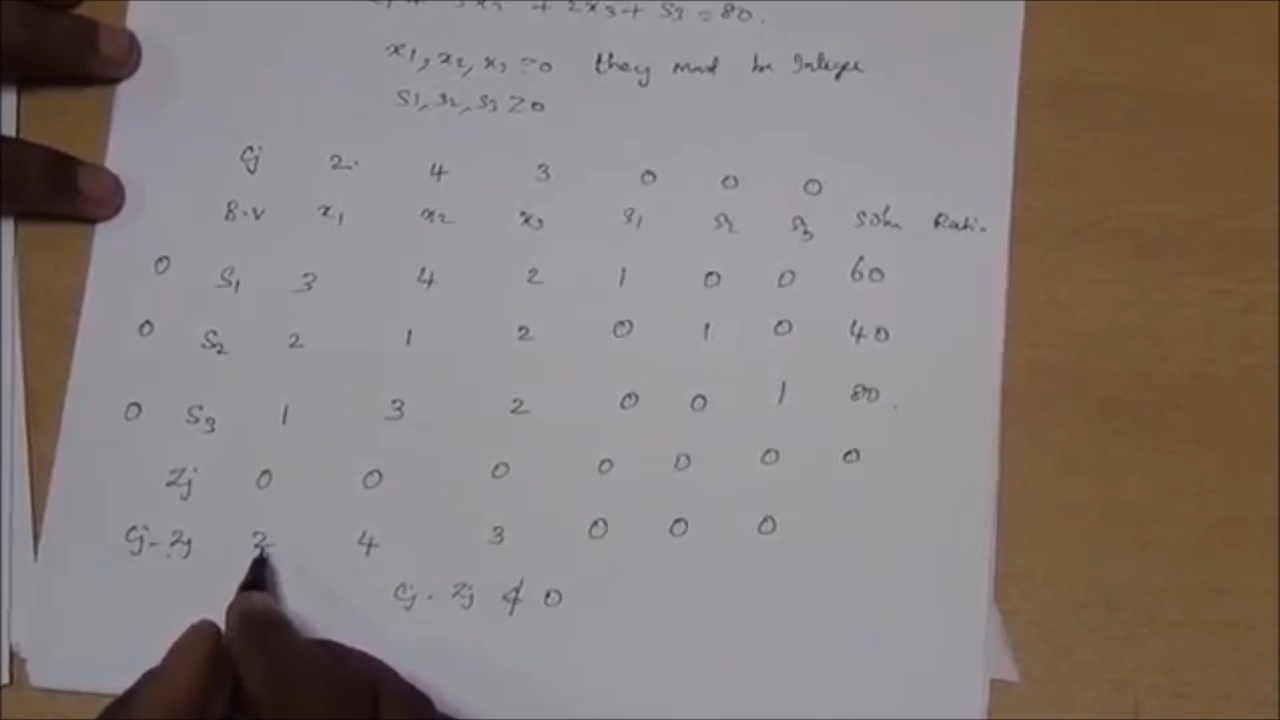 x2 + 2x3 + S3 = 80.
x1, x2, x3 ≥ 0 they must be Integer
S1, S2, S3 ≥ 0
Cj 2 4 3 0 0 0
B.V x1 x2 x3 S1 S2 S3 Soln Ratio
0 S1 3 4 2 1 0 0 60
0 S2 2 1 2 0 1 0 40
0 S3 1 3 2 0 0 1 80.
Zj 0 0 0 0 0 0 0
Cj - Zj 2 4 3 0 0 0
Cj - Zj ≮ 0